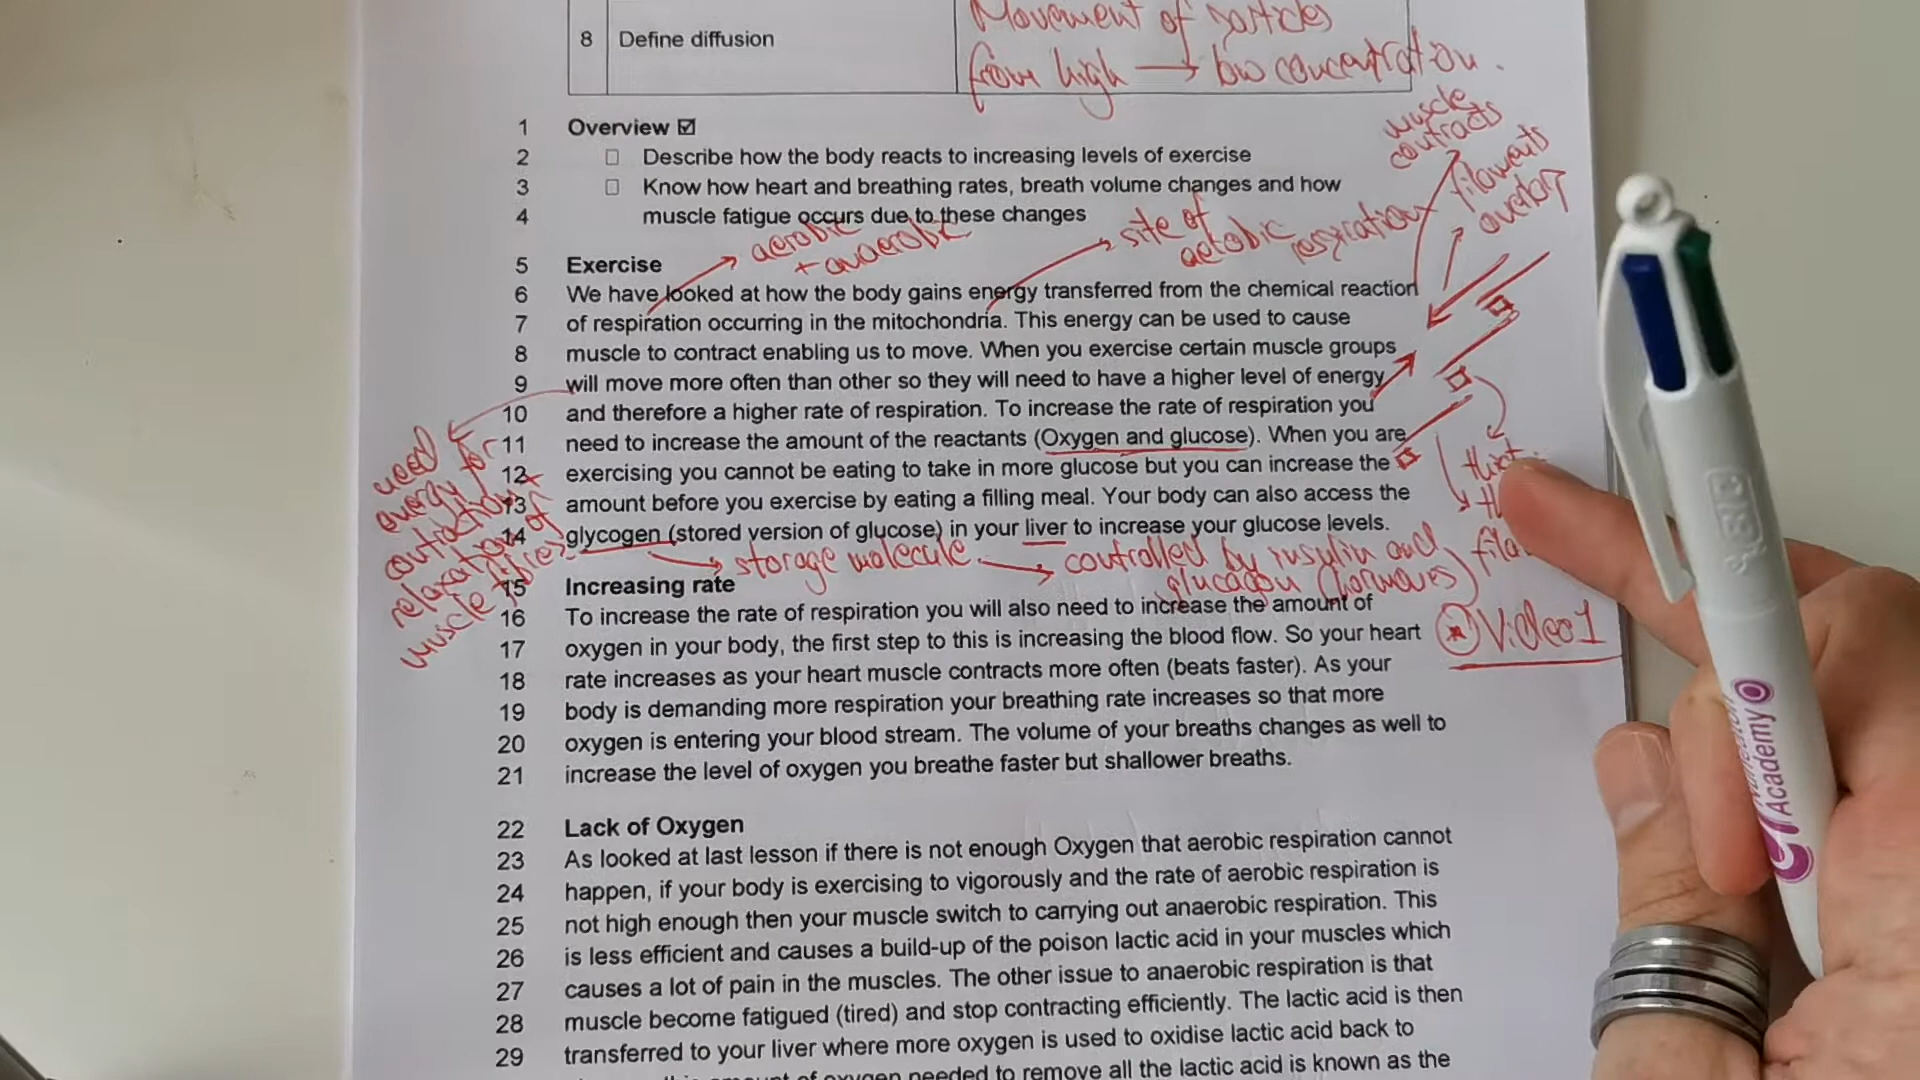 Movement of particles
from high → low concentration.
8 Define diffusion
1 Overview ☑
2 ☐ Describe how the body reacts to increasing levels of exercise
3 ☐ Know how heart and breathing rates, breath volume changes and how
4 muscle fatigue occurs due to these changes
muscle
contracts
filaments
overlap
aerobic
+ anaerobic
site of
aerobic respiration
5 Exercise
6 We have looked at how the body gains energy transferred from the chemical reaction
7 of respiration occurring in the mitochondria. This energy can be used to cause
8 muscle to contract enabling us to move. When you exercise certain muscle groups
9 will move more often than other so they will need to have a higher level of energy
10 and therefore a higher rate of respiration. To increase the rate of respiration you
11 need to increase the amount of the reactants (Oxygen and glucose). When you are
12 exercising you cannot be eating to take in more glucose but you can increase the
13 amount before you exercise by eating a filling meal. Your body can also access the
14 glycogen (stored version of glucose) in your liver to increase your glucose levels.
need
energy for
contraction +
relaxation of
muscle fibres
storage molecule → controlled by insulin and
glucagon (hormones)
15 Increasing rate
16 To increase the rate of respiration you will also need to increase the amount of
17 oxygen in your body, the first step to this is increasing the blood flow. So your heart
18 rate increases as your heart muscle contracts more often (beats faster). As your
19 body is demanding more respiration your breathing rate increases so that more
20 oxygen is entering your blood stream. The volume of your breaths changes as well to
21 increase the level of oxygen you breathe faster but shallower breaths.
Video 1
22 Lack of Oxygen
23 As looked at last lesson if there is not enough Oxygen that aerobic respiration cannot
24 happen, if your body is exercising to vigorously and the rate of aerobic respiration is
25 not high enough then your muscle switch to carrying out anaerobic respiration. This
26 is less efficient and causes a build-up of the poison lactic acid in your muscles which
27 causes a lot of pain in the muscles. The other issue to anaerobic respiration is that
28 muscle become fatigued (tired) and stop contracting efficiently. The lactic acid is then
29 transferred to your liver where more oxygen is used to oxidise lactic acid back to
of oxygen needed to remove all the lactic acid is known as the
Academy